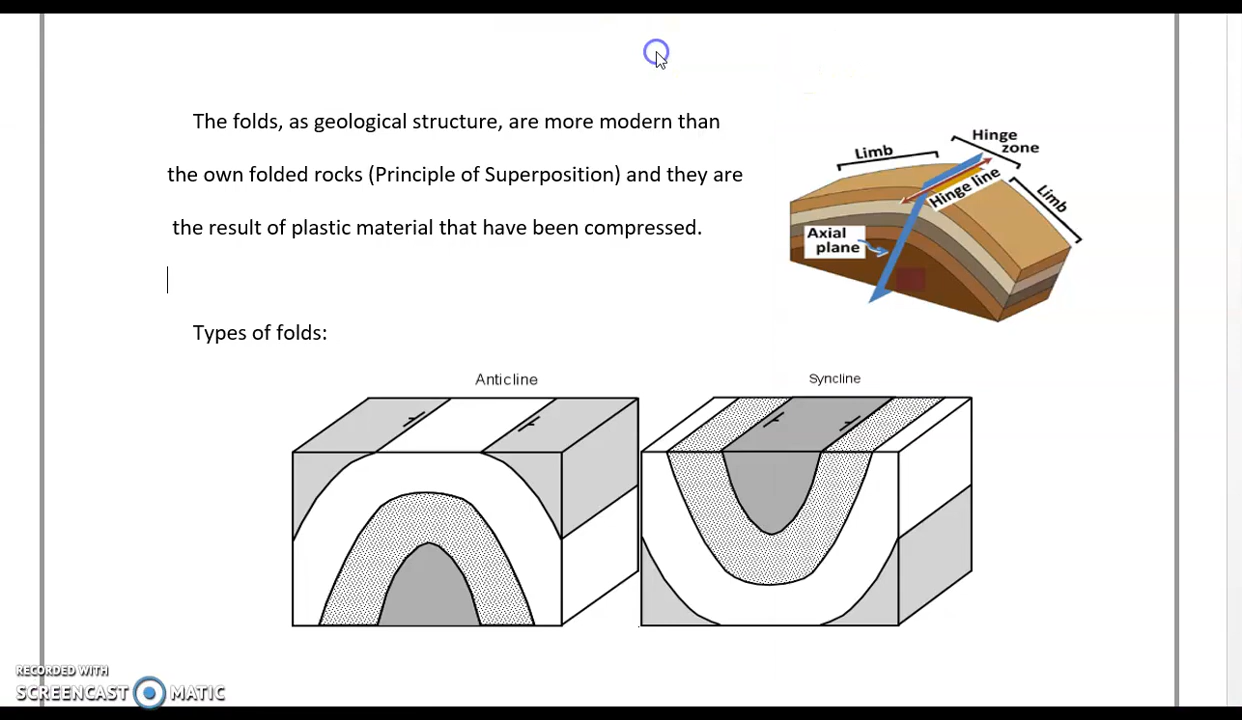 The folds, as geological structure, are more modern than
the own folded rocks (Principle of Superposition) and they are
the result of plastic material that have been compressed.
Hinge
zone
Limb
Hinge line
Limb
Axial
plane
Types of folds:
Anticline
Syncline
RECORDED WITH
SCREENCAST MATIC